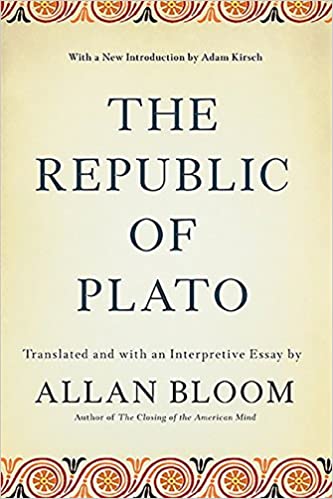 With a New Introduction by Adam Kirsch
THE
REPUBLIC
OF
PLATO
Translated and with an Interpretive Essay by
ALLAN BLOOM
Author of The Closing of the American Mind